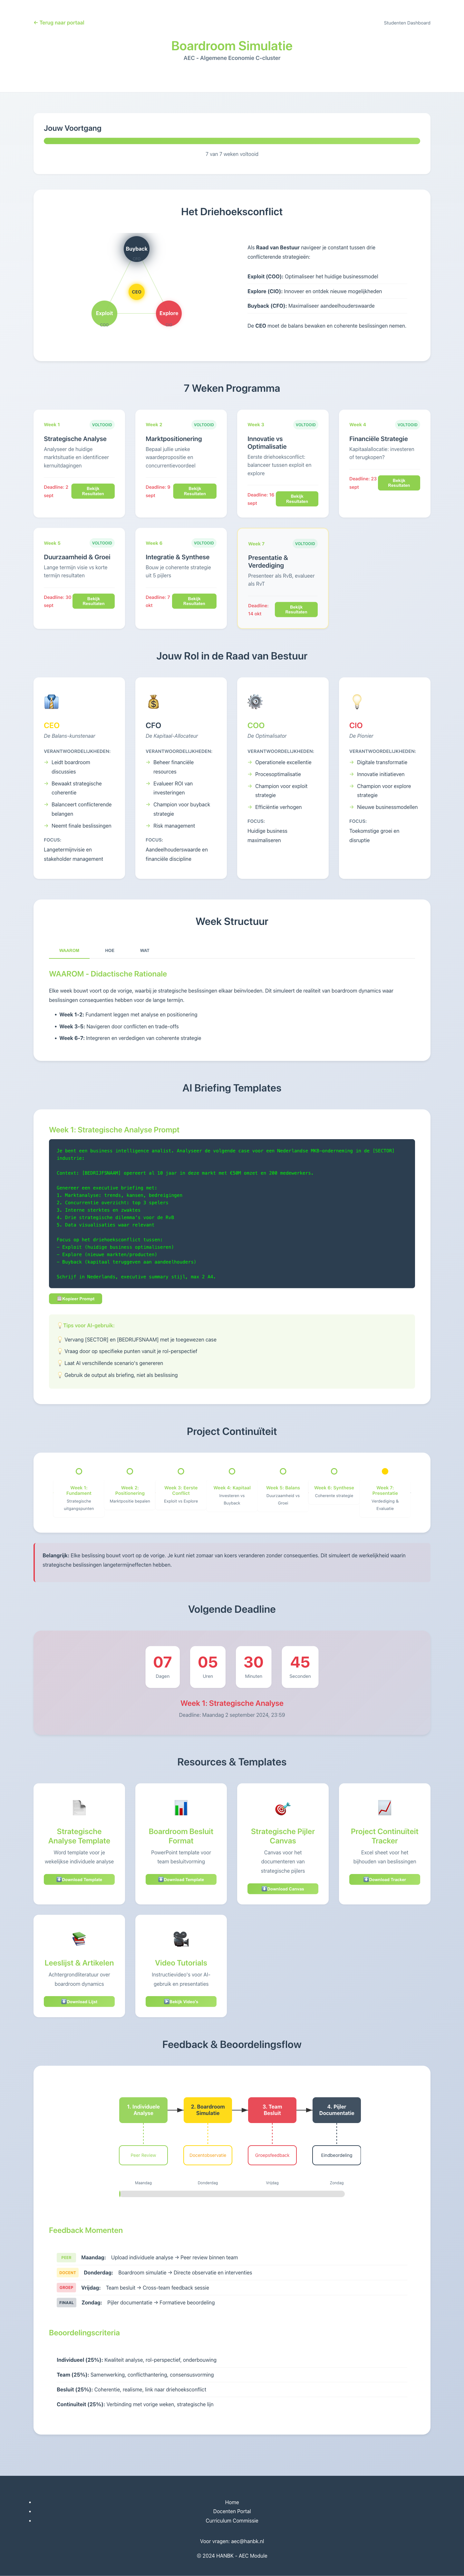 ← Terug naar portaal
Studenten Dashboard
Boardroom Simulatie
AEC - Algemene Economie C-cluster
Jouw Voortgang
7 van 7 weken voltooid
Het Driehoeksconflict
Buyback
CEO
Exploit
Explore
Als Raad van Bestuur navigeer je constant tussen drie
conflicterende strategieën:
Exploit (COO): Optimaliseer het huidige businessmodel
Explore (CIO): Innoveer en ontdek nieuwe mogelijkheden
Buyback (CFO): Maximaliseer aandeelhouderswaarde
De CEO moet de balans bewaken en coherente beslissingen nemen.
7 Weken Programma
Week 1
VOLTOOID
Strategische Analyse
Analyseer de huidige
marktsituatie en identificeer
kernuitdagingen
Deadline: 2
sept
Bekijk
Resultaten
Week 2
VOLTOOID
Marktpositionering
Bepaal jullie unieke
waardepropositie en
concurrentievoordeel
Deadline: 9
sept
Bekijk
Resultaten
Week 3
VOLTOOID
Innovatie vs
Optimalisatie
Eerste driehoeksconflict:
balanceer tussen exploit en
explore
Deadline: 16
sept
Bekijk
Resultaten
Week 4
VOLTOOID
Financiële Strategie
Kapitaalallocatie: investeren
of terugkopen?
Deadline: 23
sept
Bekijk
Resultaten
Week 5
VOLTOOID
Duurzaamheid & Groei
Lange termijn visie vs korte
termijn resultaten
Deadline: 30
sept
Bekijk
Resultaten
Week 6
VOLTOOID
Integratie & Synthese
Bouw je coherente strategie
uit 5 pijlers
Deadline: 7
okt
Bekijk
Resultaten
Week 7
VOLTOOID
Presentatie &
Verdediging
Presenteer als RvB, evalueer
als RvT
Deadline:
14 okt
Bekijk
Resultaten
Jouw Rol in de Raad van Bestuur
CEO
De Balans-kunstenaar
VERANTWOORDELIJKHEDEN:
→ Leidt boardroom
discussies
→ Bewaakt strategische
coherentie
→ Balanceert conflicterende
belangen
→ Neemt finale beslissingen
FOCUS:
Langetermijnvisie en
stakeholder management
CFO
De Kapitaal-Allocateur
VERANTWOORDELIJKHEDEN:
→ Beheer financiële
resources
→ Evalueer ROI van
investeringen
→ Champion voor buyback
strategie
→ Risk management
FOCUS:
Aandeelhouderswaarde en
financiële discipline
COO
De Optimalisator
VERANTWOORDELIJKHEDEN:
→ Operationele excellentie
→ Procesoptimalisatie
→ Champion voor exploit
strategie
→ Efficiëntie verhogen
FOCUS:
Huidige business
maximaliseren
CIO
De Pionier
VERANTWOORDELIJKHEDEN:
→ Digitale transformatie
→ Innovatie initiatieven
→ Champion voor explore
strategie
→ Nieuwe businessmodellen
FOCUS:
Toekomstige groei en
disruptie
Week Structuur
WAAROM
HOE
WAT
WAAROM - Didactische Rationale
Elke week bouwt voort op de vorige, waarbij je strategische beslissingen elkaar beïnvloeden. Dit simuleert de realiteit van boardroom dynamics waar
beslissingen consequenties hebben voor de lange termijn.
• Week 1-2: Fundament leggen met analyse en positionering
• Week 3-5: Navigeren door conflicten en trade-offs
• Week 6-7: Integreren en verdedigen van coherente strategie
AI Briefing Templates
Week 1: Strategische Analyse Prompt
Je bent een business intelligence analist. Analyseer de volgende case voor een Nederlandse MKB-onderneming in de [SECTOR]
industrie:
Context: [BEDRIJFSNAAM] opereert al 10 jaar in deze markt met €50M omzet en 200 medewerkers.
Genereer een executive briefing met:
1. Marktanalyse: trends, kansen, bedreigingen
2. Concurrentie overzicht: top 3 spelers
3. Interne sterktes en zwaktes
4. Drie strategische dilemma's voor de RvB
5. Data visualisaties waar relevant
Focus op het driehoeksconflict tussen:
- Exploit (huidige business optimaliseren)
- Explore (nieuwe markten/producten)
- Buyback (kapitaal teruggeven aan aandeelhouders)
Schrijf in Nederlands, executive summary stijl, max 2 A4.
Kopieer Prompt
Tips voor AI-gebruik:
Vervang [SECTOR] en [BEDRIJFSNAAM] met je toegewezen case
Vraag door op specifieke punten vanuit je rol-perspectief
Laat AI verschillende scenario's genereren
Gebruik de output als briefing, niet als beslissing
Project Continuïteit
Week 1:
Fundament
Strategische
uitgangspunten
Week 2:
Positionering
Marktpositie bepalen
Week 3: Eerste
Conflict
Exploit vs Explore
Week 4: Kapitaal
Investeren vs
Buyback
Week 5: Balans
Duurzaamheid vs
Groei
Week 6: Synthese
Coherente strategie
Week 7:
Presentatie
Verdediging &
Evaluatie
Belangrijk: Elke beslissing bouwt voort op de vorige. Je kunt niet zomaar van koers veranderen zonder consequenties. Dit simuleert de werkelijkheid waarin
strategische beslissingen langetermijneffecten hebben.
Volgende Deadline
07
Dagen
05
Uren
30
Minuten
45
Seconden
Week 1: Strategische Analyse
Deadline: Maandag 2 september 2024, 23:59
Resources & Templates
Strategische
Analyse Template
Word template voor je
wekelijkse individuele analyse
Download Template
Boardroom Besluit
Format
PowerPoint template voor
team besluitvorming
Download Template
Strategische Pijler
Canvas
Canvas voor het
documenteren van
strategische pijlers
Download Canvas
Project Continuïteit
Tracker
Excel sheet voor het
bijhouden van beslissingen
Download Tracker
Leeslijst & Artikelen
Achtergrondliteratuur over
boardroom dynamics
Download Lijst
Video Tutorials
Instructievideo's voor AI-
gebruik en presentaties
Bekijk Video's
Feedback & Beoordelingsflow
1. Individuele
Analyse
2. Boardroom
Simulatie
3. Team
Besluit
4. Pijler
Documentatie
Peer Review
Docentobservatie
Groepsfeedback
Eindbeoordeling
Maandag
Donderdag
Vrijdag
Zondag
Feedback Momenten
PEER Maandag: Upload individuele analyse → Peer review binnen team
DOCENT Donderdag: Boardroom simulatie → Directe observatie en interventies
GROEP Vrijdag: Team besluit → Cross-team feedback sessie
FINAAL Zondag: Pijler documentatie → Formatieve beoordeling
Beoordelingscriteria
Individueel (25%): Kwaliteit analyse, rol-perspectief, onderbouwing
Team (25%): Samenwerking, conflicthantering, consensusvorming
Besluit (25%): Coherentie, realisme, link naar driehoeksconflict
Continuïteit (25%): Verbinding met vorige weken, strategische lijn
• Home
• Docenten Portal
• Curriculum Commissie
Voor vragen: aec@hanbk.nl
© 2024 HANBK - AEC Module